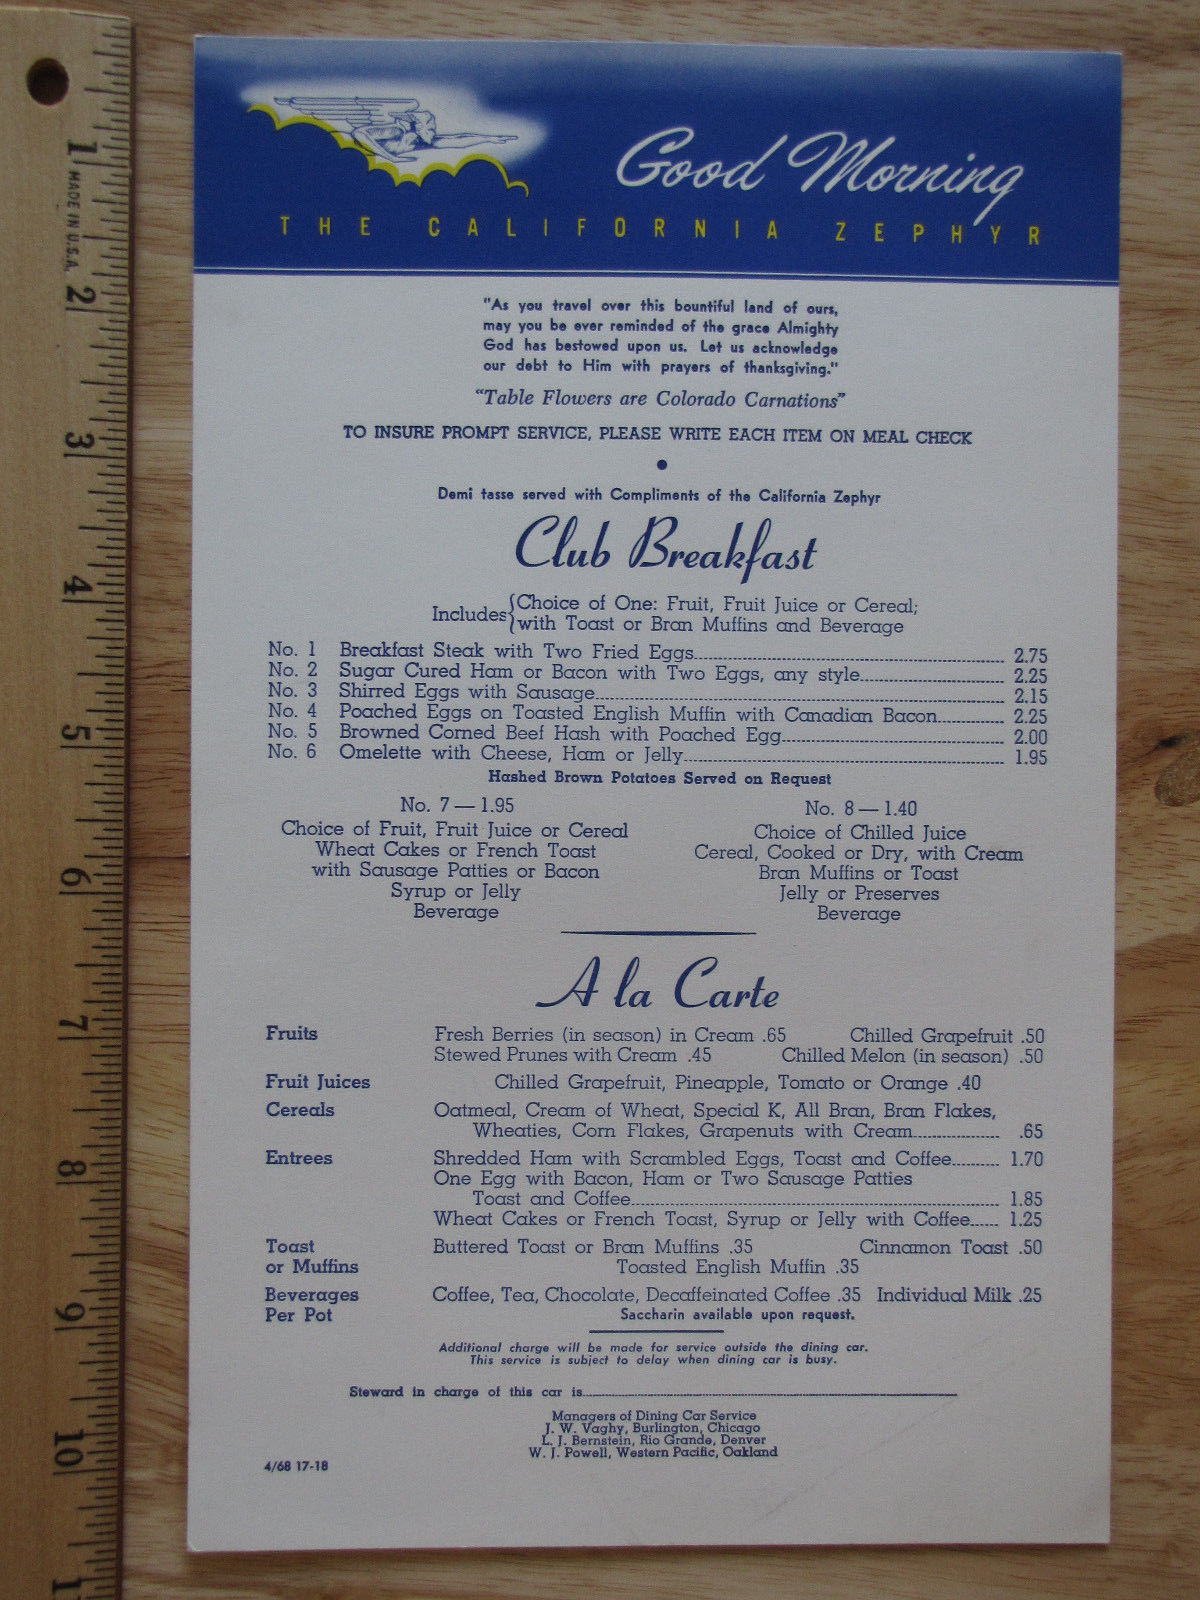 1
MADE IN U.S.A.
2
3
4
5
6
7
8
9
10
1
Good Morning
THE CALIFORNIA ZEPHYR
"As you travel over this bountiful land of ours,
may you be ever reminded of the grace Almighty
God has bestowed upon us. Let us acknowledge
our debt to Him with prayers of thanksgiving."
"Table Flowers are Colorado Carnations"
TO INSURE PROMPT SERVICE, PLEASE WRITE EACH ITEM ON MEAL CHECK
Demi tasse served with Compliments of the California Zephyr
Club Breakfast
Includes {Choice of One: Fruit, Fruit Juice or Cereal;
with Toast or Bran Muffins and Beverage
No. 1 Breakfast Steak with Two Fried Eggs 2.75
No. 2 Sugar Cured Ham or Bacon with Two Eggs, any style 2.25
No. 3 Shirred Eggs with Sausage 2.15
No. 4 Poached Eggs on Toasted English Muffin with Canadian Bacon 2.25
No. 5 Browned Corned Beef Hash with Poached Egg 2.00
No. 6 Omelette with Cheese, Ham or Jelly 1.95
Hashed Brown Potatoes Served on Request
No. 7 — 1.95
Choice of Fruit, Fruit Juice or Cereal
Wheat Cakes or French Toast
with Sausage Patties or Bacon
Syrup or Jelly
Beverage
No. 8 — 1.40
Choice of Chilled Juice
Cereal, Cooked or Dry, with Cream
Bran Muffins or Toast
Jelly or Preserves
Beverage
A la Carte
Fruits Fresh Berries (in season) in Cream .65 Chilled Grapefruit .50
Stewed Prunes with Cream .45 Chilled Melon (in season) .50
Fruit Juices Chilled Grapefruit, Pineapple, Tomato or Orange .40
Cereals Oatmeal, Cream of Wheat, Special K, All Bran, Bran Flakes,
Wheaties, Corn Flakes, Grapenuts with Cream .65
Entrees Shredded Ham with Scrambled Eggs, Toast and Coffee 1.70
One Egg with Bacon, Ham or Two Sausage Patties
Toast and Coffee 1.85
Wheat Cakes or French Toast, Syrup or Jelly with Coffee 1.25
Toast Buttered Toast or Bran Muffins .35 Cinnamon Toast .50
or Muffins Toasted English Muffin .35
Beverages Coffee, Tea, Chocolate, Decaffeinated Coffee .35 Individual Milk .25
Per Pot Saccharin available upon request.
Additional charge will be made for service outside the dining car.
This service is subject to delay when dining car is busy.
Steward in charge of this car is
Managers of Dining Car Service
J. W. Vaghy, Burlington, Chicago
L. J. Bernstein, Rio Grande, Denver
W. J. Powell, Western Pacific, Oakland
4/68 17-18